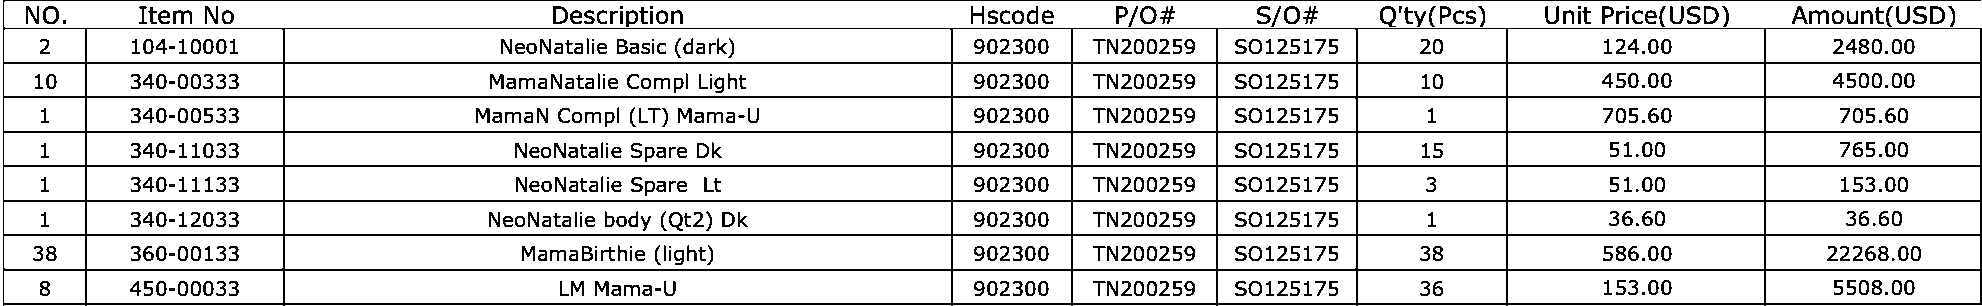 NO. Item No Description Hscode P/O# S/O# Q'ty(Pcs) Unit Price(USD) Amount(USD)
2 104-10001 NeoNatalie Basic (dark) 902300 TN200259 SO125175 20 124.00 2480.00
10 340-00333 MamaNatalie Compl Light 902300 TN200259 SO125175 10 450.00 4500.00
1 340-00533 MamaN Compl (LT) Mama-U 902300 TN200259 SO125175 1 705.60 705.60
1 340-11033 NeoNatalie Spare Dk 902300 TN200259 SO125175 15 51.00 765.00
1 340-11133 NeoNatalie Spare  Lt 902300 TN200259 SO125175 3 51.00 153.00
1 340-12033 NeoNatalie body (Qt2) Dk 902300 TN200259 SO125175 1 36.60 36.60
38 360-00133 MamaBirthie (light) 902300 TN200259 SO125175 38 586.00 22268.00
8 450-00033 LM Mama-U 902300 TN200259 SO125175 36 153.00 5508.00